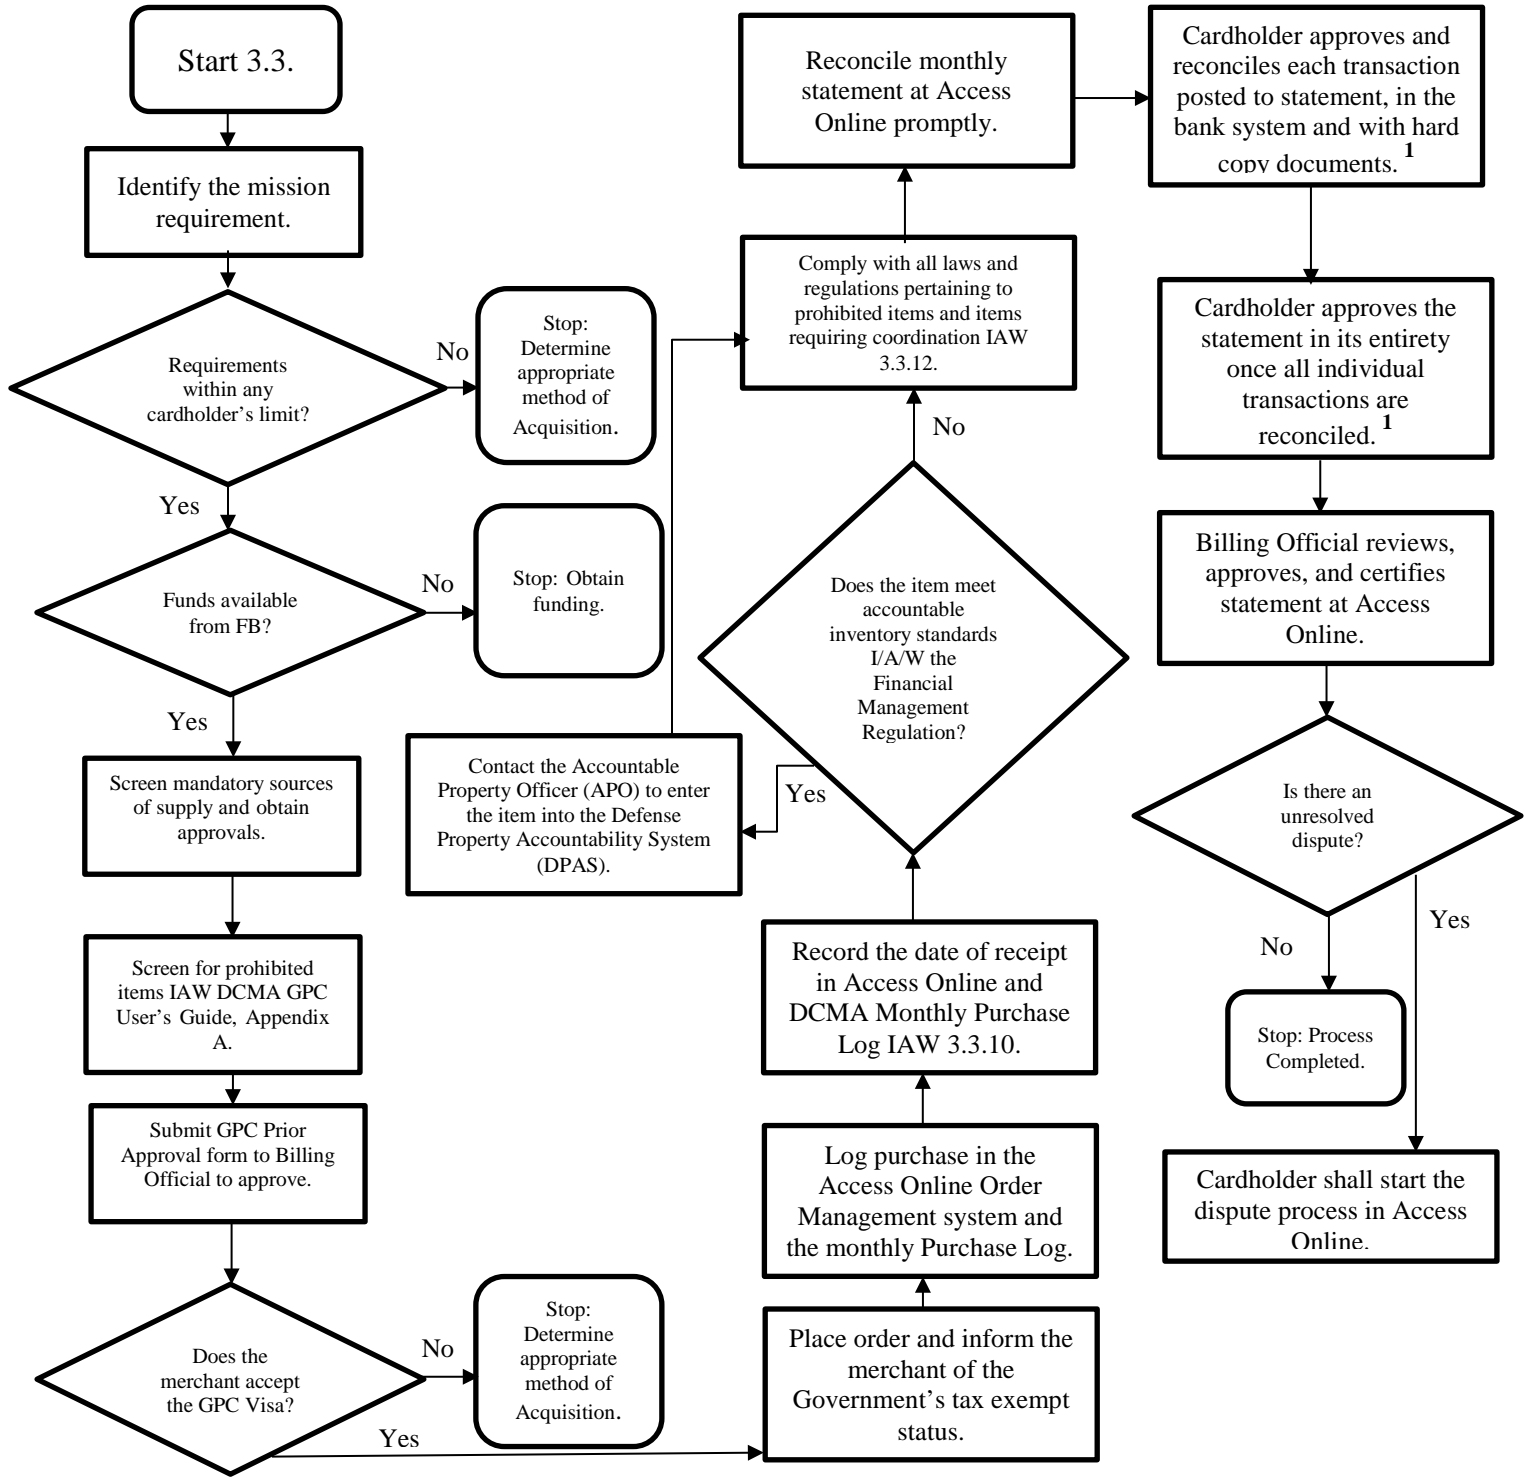 Start 3.3.
Identify the mission
requirement.
Requirements
within any
cardholder's limit?
No
Stop:
Determine
appropriate
method of
Acquisition.
Yes
Funds available
from FB?
No
Stop: Obtain
funding.
Yes
Screen mandatory sources
of supply and obtain
approvals.
Screen for prohibited
items IAW DCMA GPC
User's Guide, Appendix
A.
Submit GPC Prior
Approval form to Billing
Official to approve.
Does the
merchant accept
the GPC Visa?
No
Stop:
Determine
appropriate
method of
Acquisition.
Yes
Place order and inform the
merchant of the
Government's tax exempt
status.
Log purchase in the
Access Online Order
Management system and
the monthly Purchase Log.
Record the date of receipt
in Access Online and
DCMA Monthly Purchase
Log IAW 3.3.10.
Does the item meet
accountable
inventory standards
I/A/W the
Financial
Management
Regulation?
Yes
Contact the Accountable
Property Officer (APO) to enter
the item into the Defense
Property Accountability System
(DPAS).
No
Comply with all laws and
regulations pertaining to
prohibited items and items
requiring coordination IAW
3.3.12.
Reconcile monthly
statement at Access
Online promptly.
Cardholder approves and
reconciles each transaction
posted to statement, in the
bank system and with hard
copy documents. 1
Cardholder approves the
statement in its entirety
once all individual
transactions are
reconciled. 1
Billing Official reviews,
approves, and certifies
statement at Access
Online.
Is there an
unresolved
dispute?
No
Stop: Process
Completed.
Yes
Cardholder shall start the
dispute process in Access
Online.